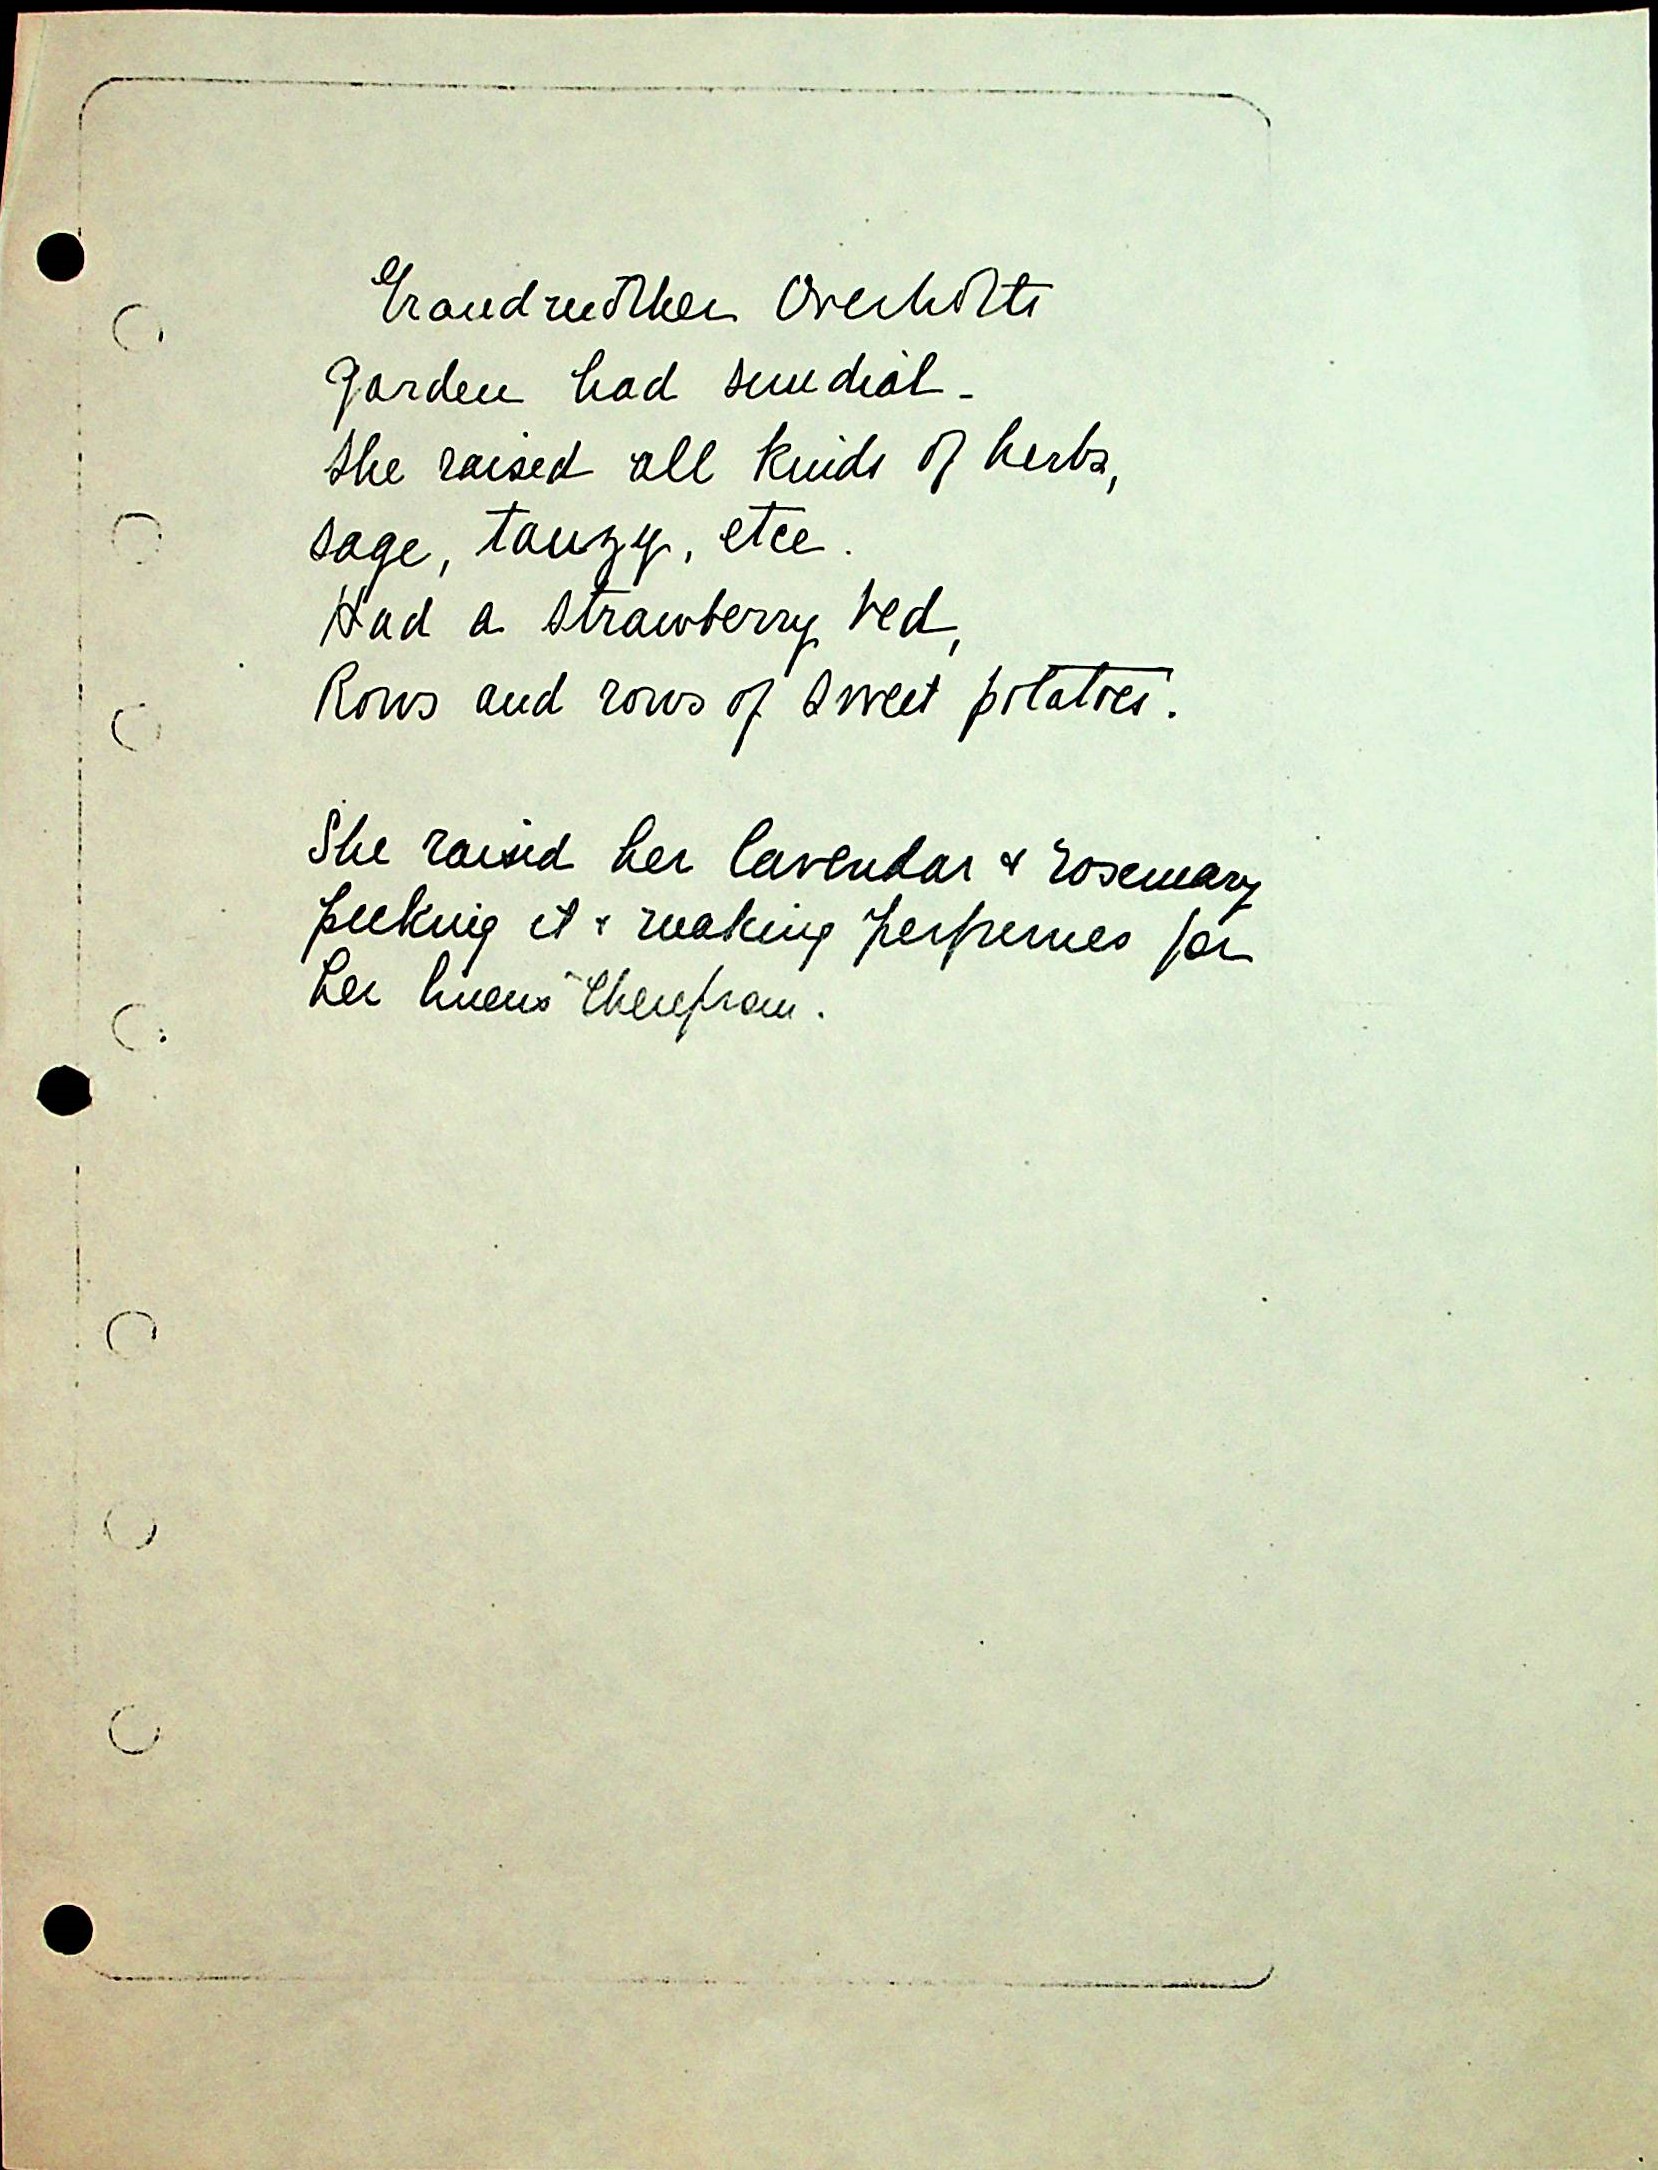 Grandmother Overholts
garden had sundial -
She raised all kinds of herbs,
sage, tanzy, etce.
Had a strawberry bed,
Rows and rows of sweet potatoes.
She raised her lavendar & rosemary
picking it & making perfumes for
her linens therefrom.